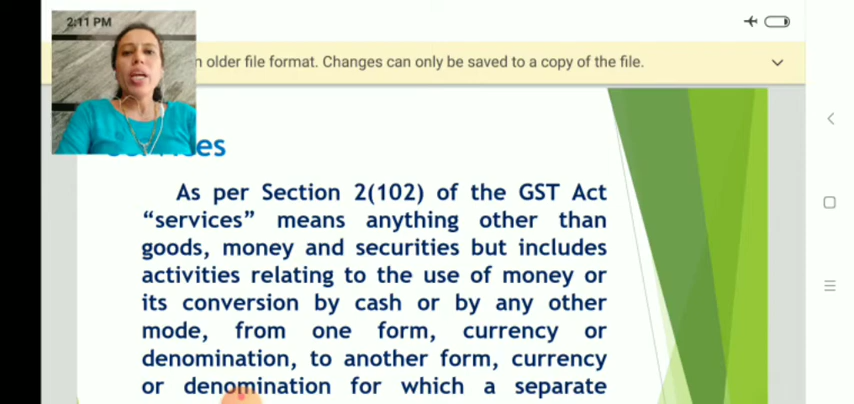 2:11 PM
n older file format. Changes can only be saved to a copy of the file.
Services
As per Section 2(102) of the GST Act
“services” means anything other than
goods, money and securities but includes
activities relating to the use of money or
its conversion by cash or by any other
mode, from one form, currency or
denomination, to another form, currency
or denomination for which a separate